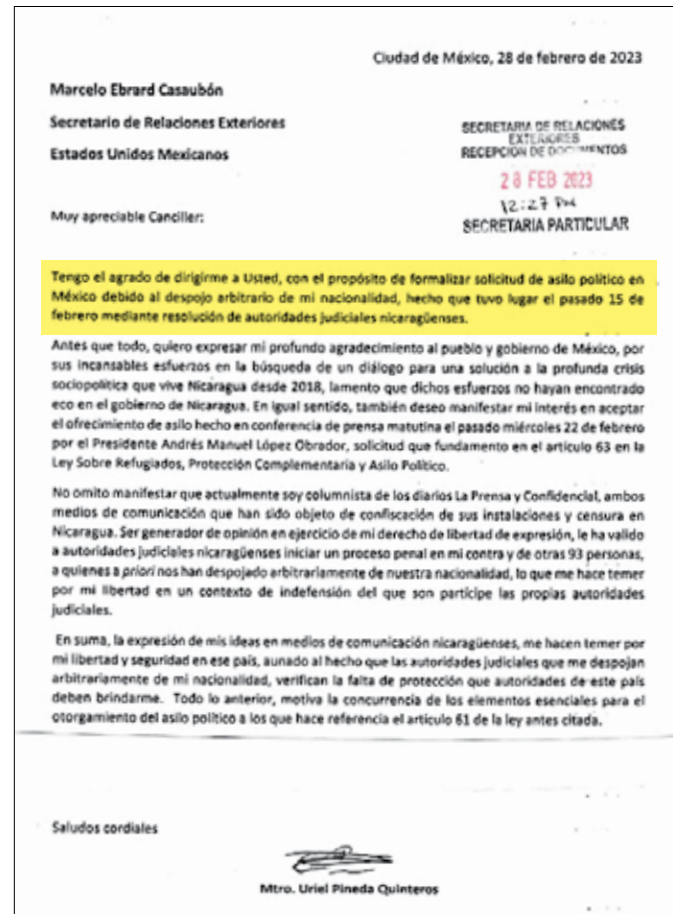 Ciudad de México, 28 de febrero de 2023
Marcelo Ebrard Casaubón
Secretario de Relaciones Exteriores
Estados Unidos Mexicanos
SECRETARIA DE RELACIONES
EXTERIORES
RECEPCION DE DOCUMENTOS
28 FEB 2023
12:27 PM
SECRETARIA PARTICULAR
Muy apreciable Canciller:
Tengo el agrado de dirigirme a Usted, con el propósito de formalizar solicitud de asilo político en
México debido al despojo arbitrario de mi nacionalidad, hecho que tuvo lugar el pasado 15 de
febrero mediante resolución de autoridades judiciales nicaragüenses.
Antes que todo, quiero expresar mi profundo agradecimiento al pueblo y gobierno de México, por
sus incansables esfuerzos en la búsqueda de un diálogo para una solución a la profunda crisis
sociopolítica que vive Nicaragua desde 2018, lamento que dichos esfuerzos no hayan encontrado
eco en el gobierno de Nicaragua. En igual sentido, también deseo manifestar mi interés en aceptar
el ofrecimiento de asilo hecho en conferencia de prensa matutina el pasado miércoles 22 de febrero
por el Presidente Andrés Manuel López Obrador, solicitud que fundamento en el artículo 63 en la
Ley Sobre Refugiados, Protección Complementaria y Asilo Político.
No omito manifestar que actualmente soy columnista de los diarios La Prensa y Confidencial, ambos
medios de comunicación que han sido objeto de confiscación de sus instalaciones y censura en
Nicaragua. Ser generador de opinión en ejercicio de mi derecho de libertad de expresión, le ha valido
a autoridades judiciales nicaragüenses iniciar un proceso penal en mi contra y de otras 93 personas,
a quienes a priori nos han despojado arbitrariamente de nuestra nacionalidad, lo que me hace temer
por mi libertad en un contexto de indefensión del que son partícipe las propias autoridades
judiciales.
En suma, la expresión de mis ideas en medios de comunicación nicaragüenses, me hacen temer por
mi libertad y seguridad en ese país, aunado al hecho que las autoridades judiciales que me despojan
arbitrariamente de mi nacionalidad, verifican la falta de protección que autoridades de este país
deben brindarme. Todo lo anterior, motiva la concurrencia de los elementos esenciales para el
otorgamiento del asilo político a los que hace referencia el artículo 61 de la ley antes citada.
Saludos cordiales
Mtro. Uriel Pineda Quinteros